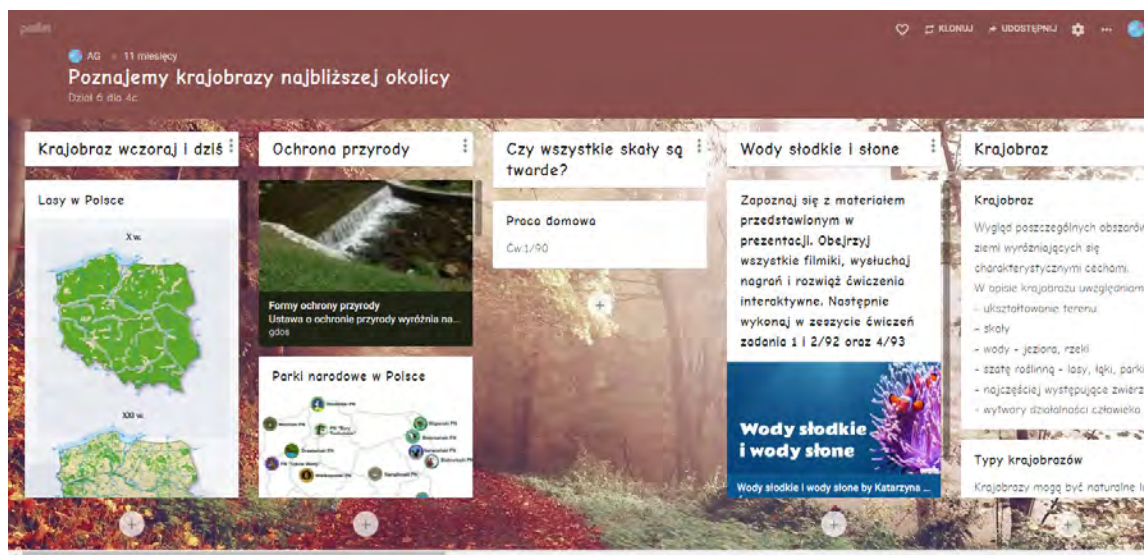 padlet
KLONUJ
UDOSTĘPNIJ
AG • 11 miesięcy
Poznajemy krajobrazy najbliższej okolicy
Dział 6 dla 4c
Krajobraz wczoraj i dziś
Lasy w Polsce
X w.
XXI w.
Ochrona przyrody
Formy ochrony przyrody
Ustawa o ochronie przyrody wyróżnia na...
gdos
Parki narodowe w Polsce
Czy wszystkie skały są
twarde?
Praca domowa
Ćw.1/90
Wody słodkie i słone
Zapoznaj się z materiałem
przedstawionym w
prezentacji. Obejrzyj
wszystkie filmiki, wysłuchaj
nagrań i rozwiąż ćwiczenia
interaktywne. Następnie
wykonaj w zeszycie ćwiczeń
zadania 1 i 2/92 oraz 4/93
Wody słodkie
i wody słone
Wody słodkie i wody słone by Katarzyna ...
Krajobraz
Krajobraz
Wygląd poszczególnych obszarów
ziemi wyróżniających się
charakterystycznymi cechami.
W opisie krajobrazu uwzględniam
- ukształtowanie terenu
- skały
- wody - jeziora, rzeki
- szatę roślinną - lasy, łąki, parki
- najczęściej występujące zwierz
- wytwory działalności człowieka
Typy krajobrazów
Krajobrazy mogą być naturalne lu